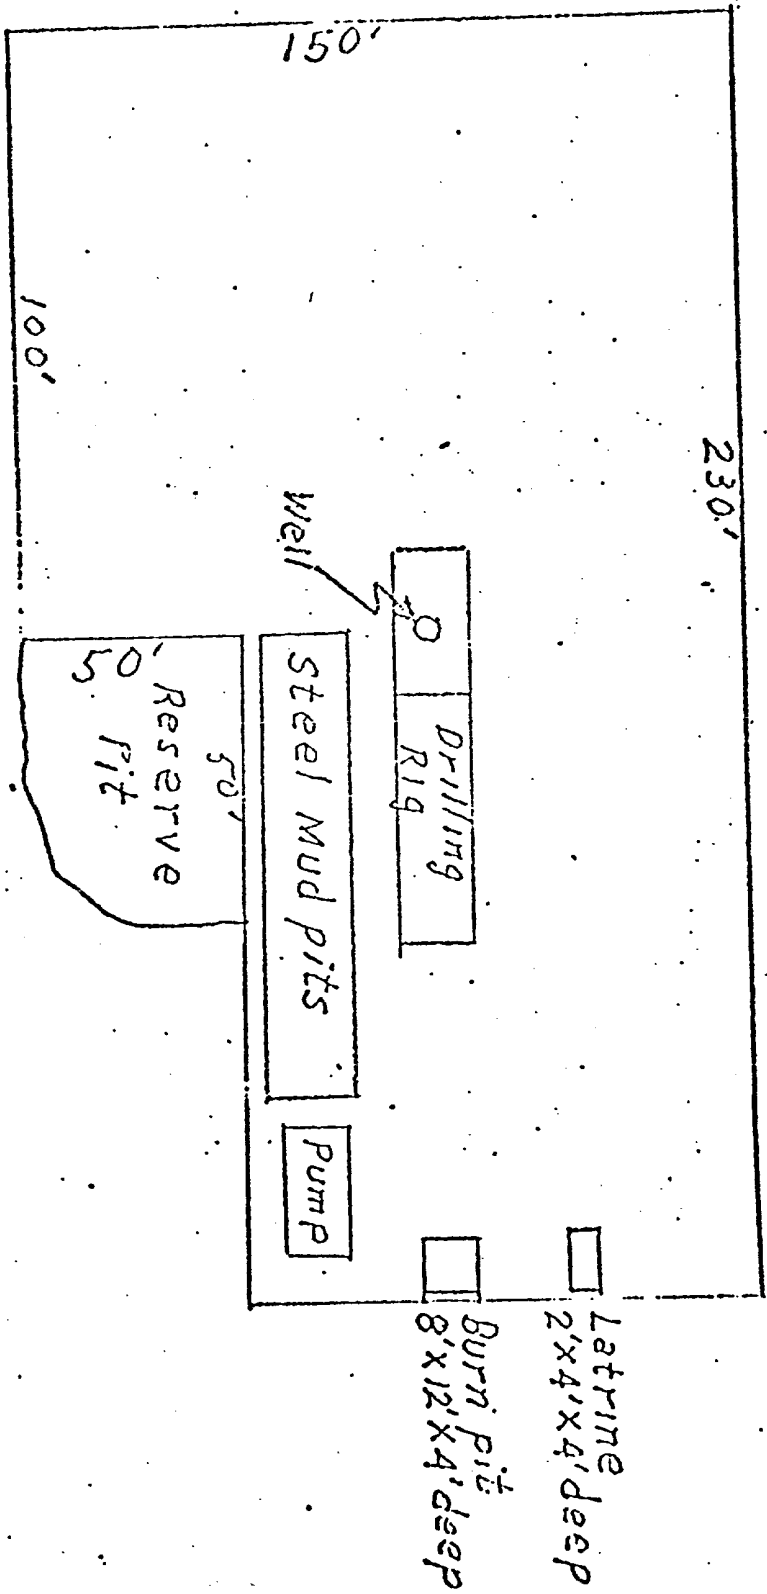 150'
230'
100'
Well
Drilling
Rig
Steel Mud pits
50'
50'
Reserve
Pit
Pump
Latrine
2'x4'x4' deep
Burn pit
8'x12'x4' deep